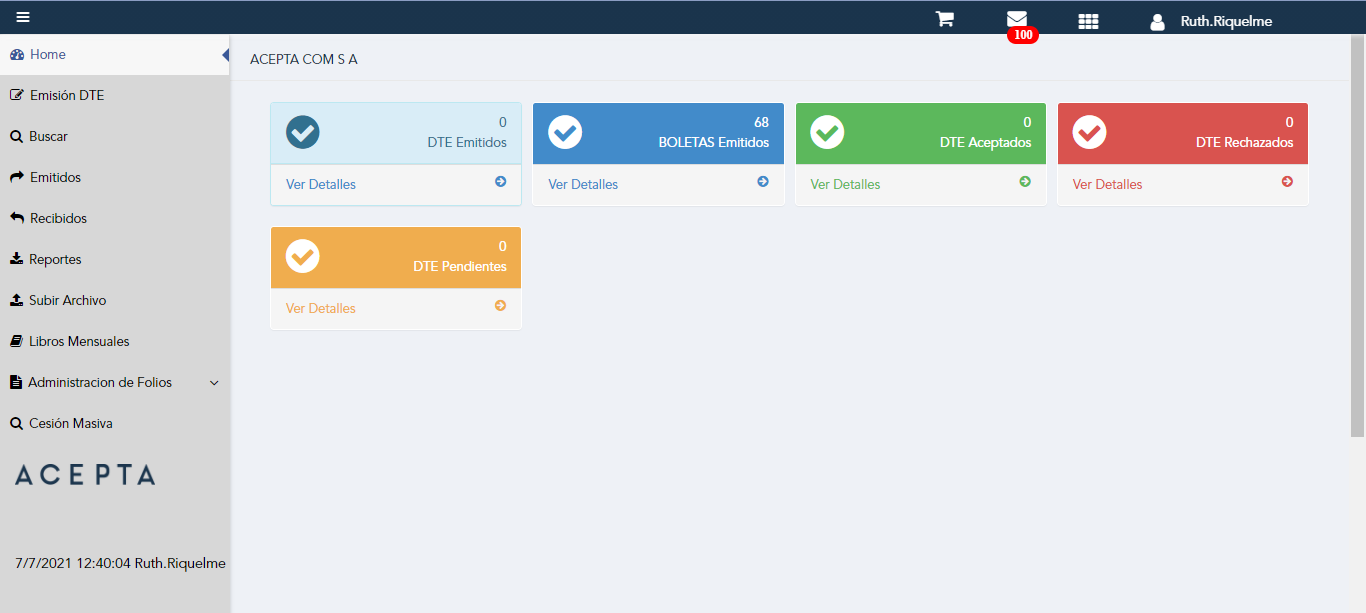 100
Ruth.Riquelme
Home
Emisión DTE
Buscar
Emitidos
Recibidos
Reportes
Subir Archivo
Libros Mensuales
Administracion de Folios
Cesión Masiva
ACEPTA
7/7/2021 12:40:04 Ruth.Riquelme
ACEPTA COM S A
0
DTE Emitidos
Ver Detalles
68
BOLETAS Emitidos
Ver Detalles
0
DTE Aceptados
Ver Detalles
0
DTE Rechazados
Ver Detalles
0
DTE Pendientes
Ver Detalles